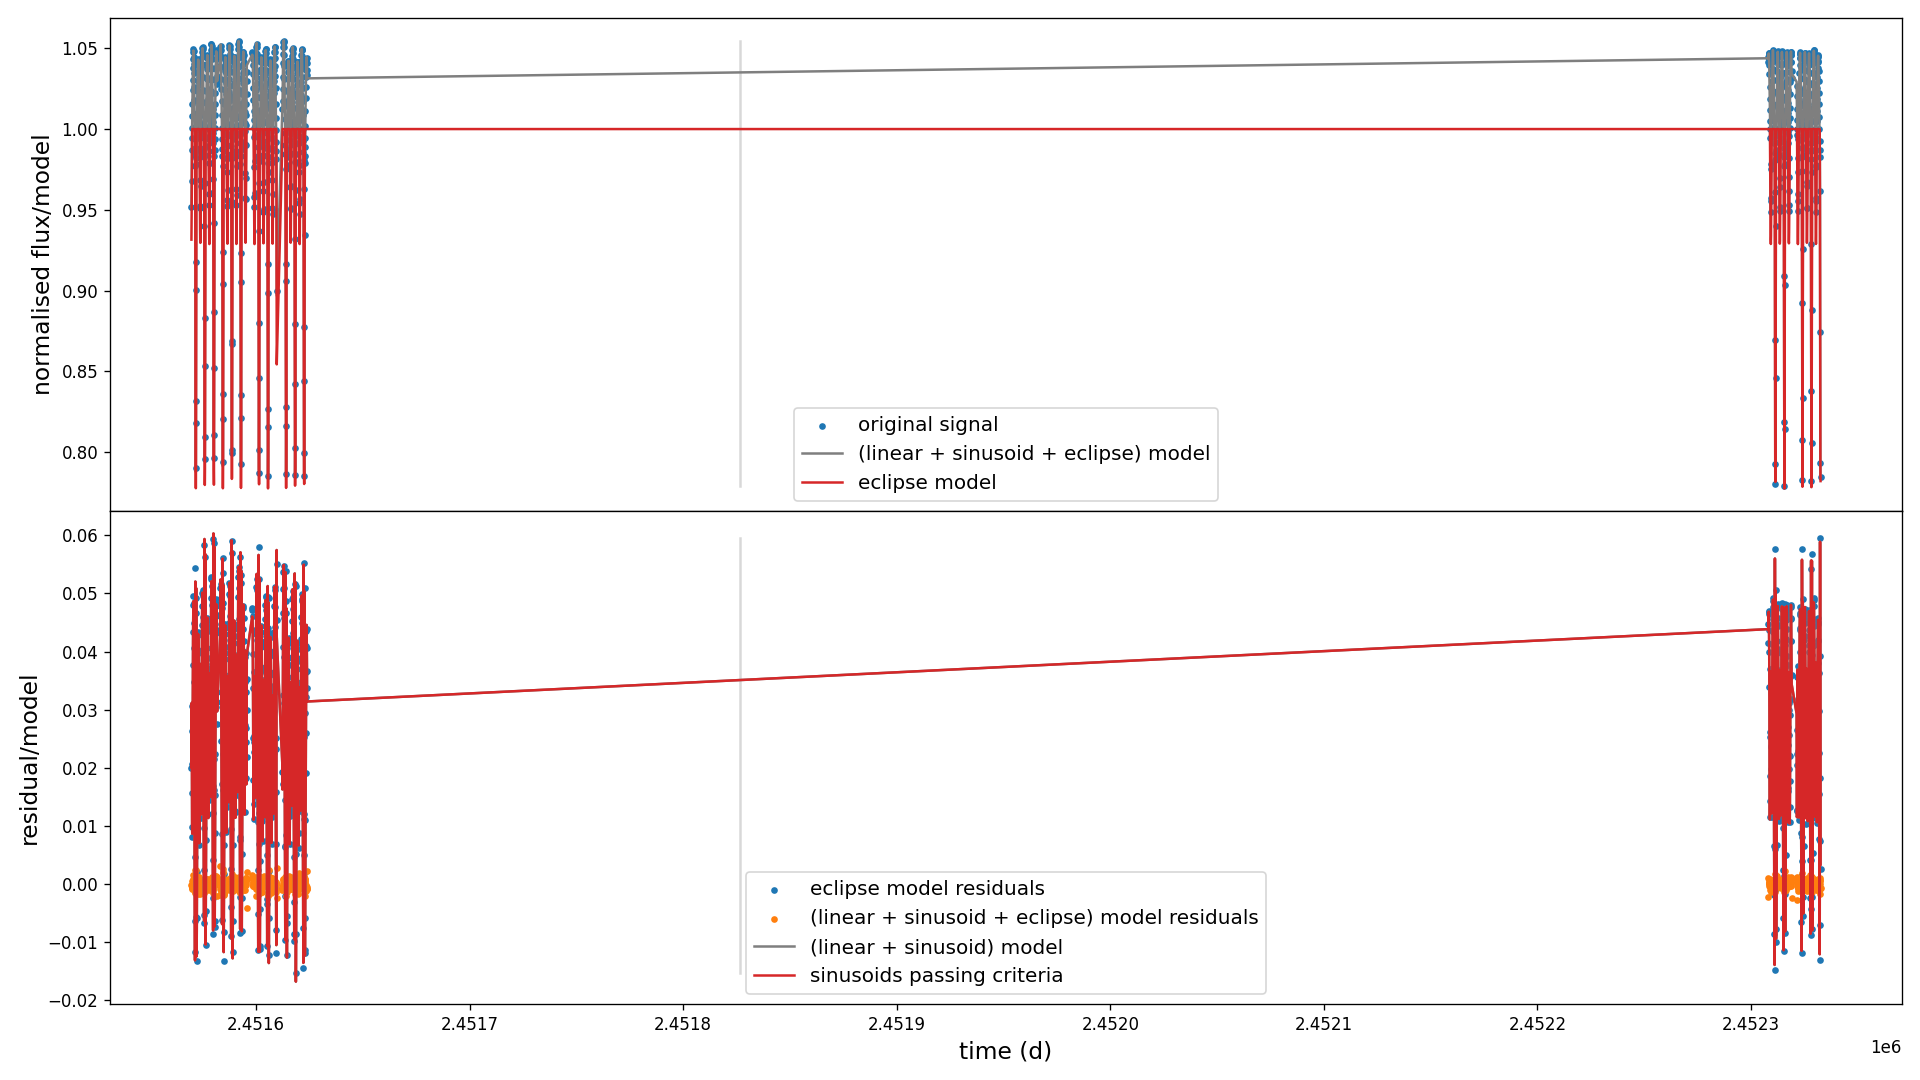 normalised flux/model
1.05
1.00
0.95
0.90
0.85
0.80
original signal
(linear + sinusoid + eclipse) model
eclipse model
residual/model
0.06
0.05
0.04
0.03
0.02
0.01
0.00
−0.01
−0.02
eclipse model residuals
(linear + sinusoid + eclipse) model residuals
(linear + sinusoid) model
sinusoids passing criteria
2.4516 2.4517 2.4518 2.4519 2.4520 2.4521 2.4522 2.4523
1e6
time (d)